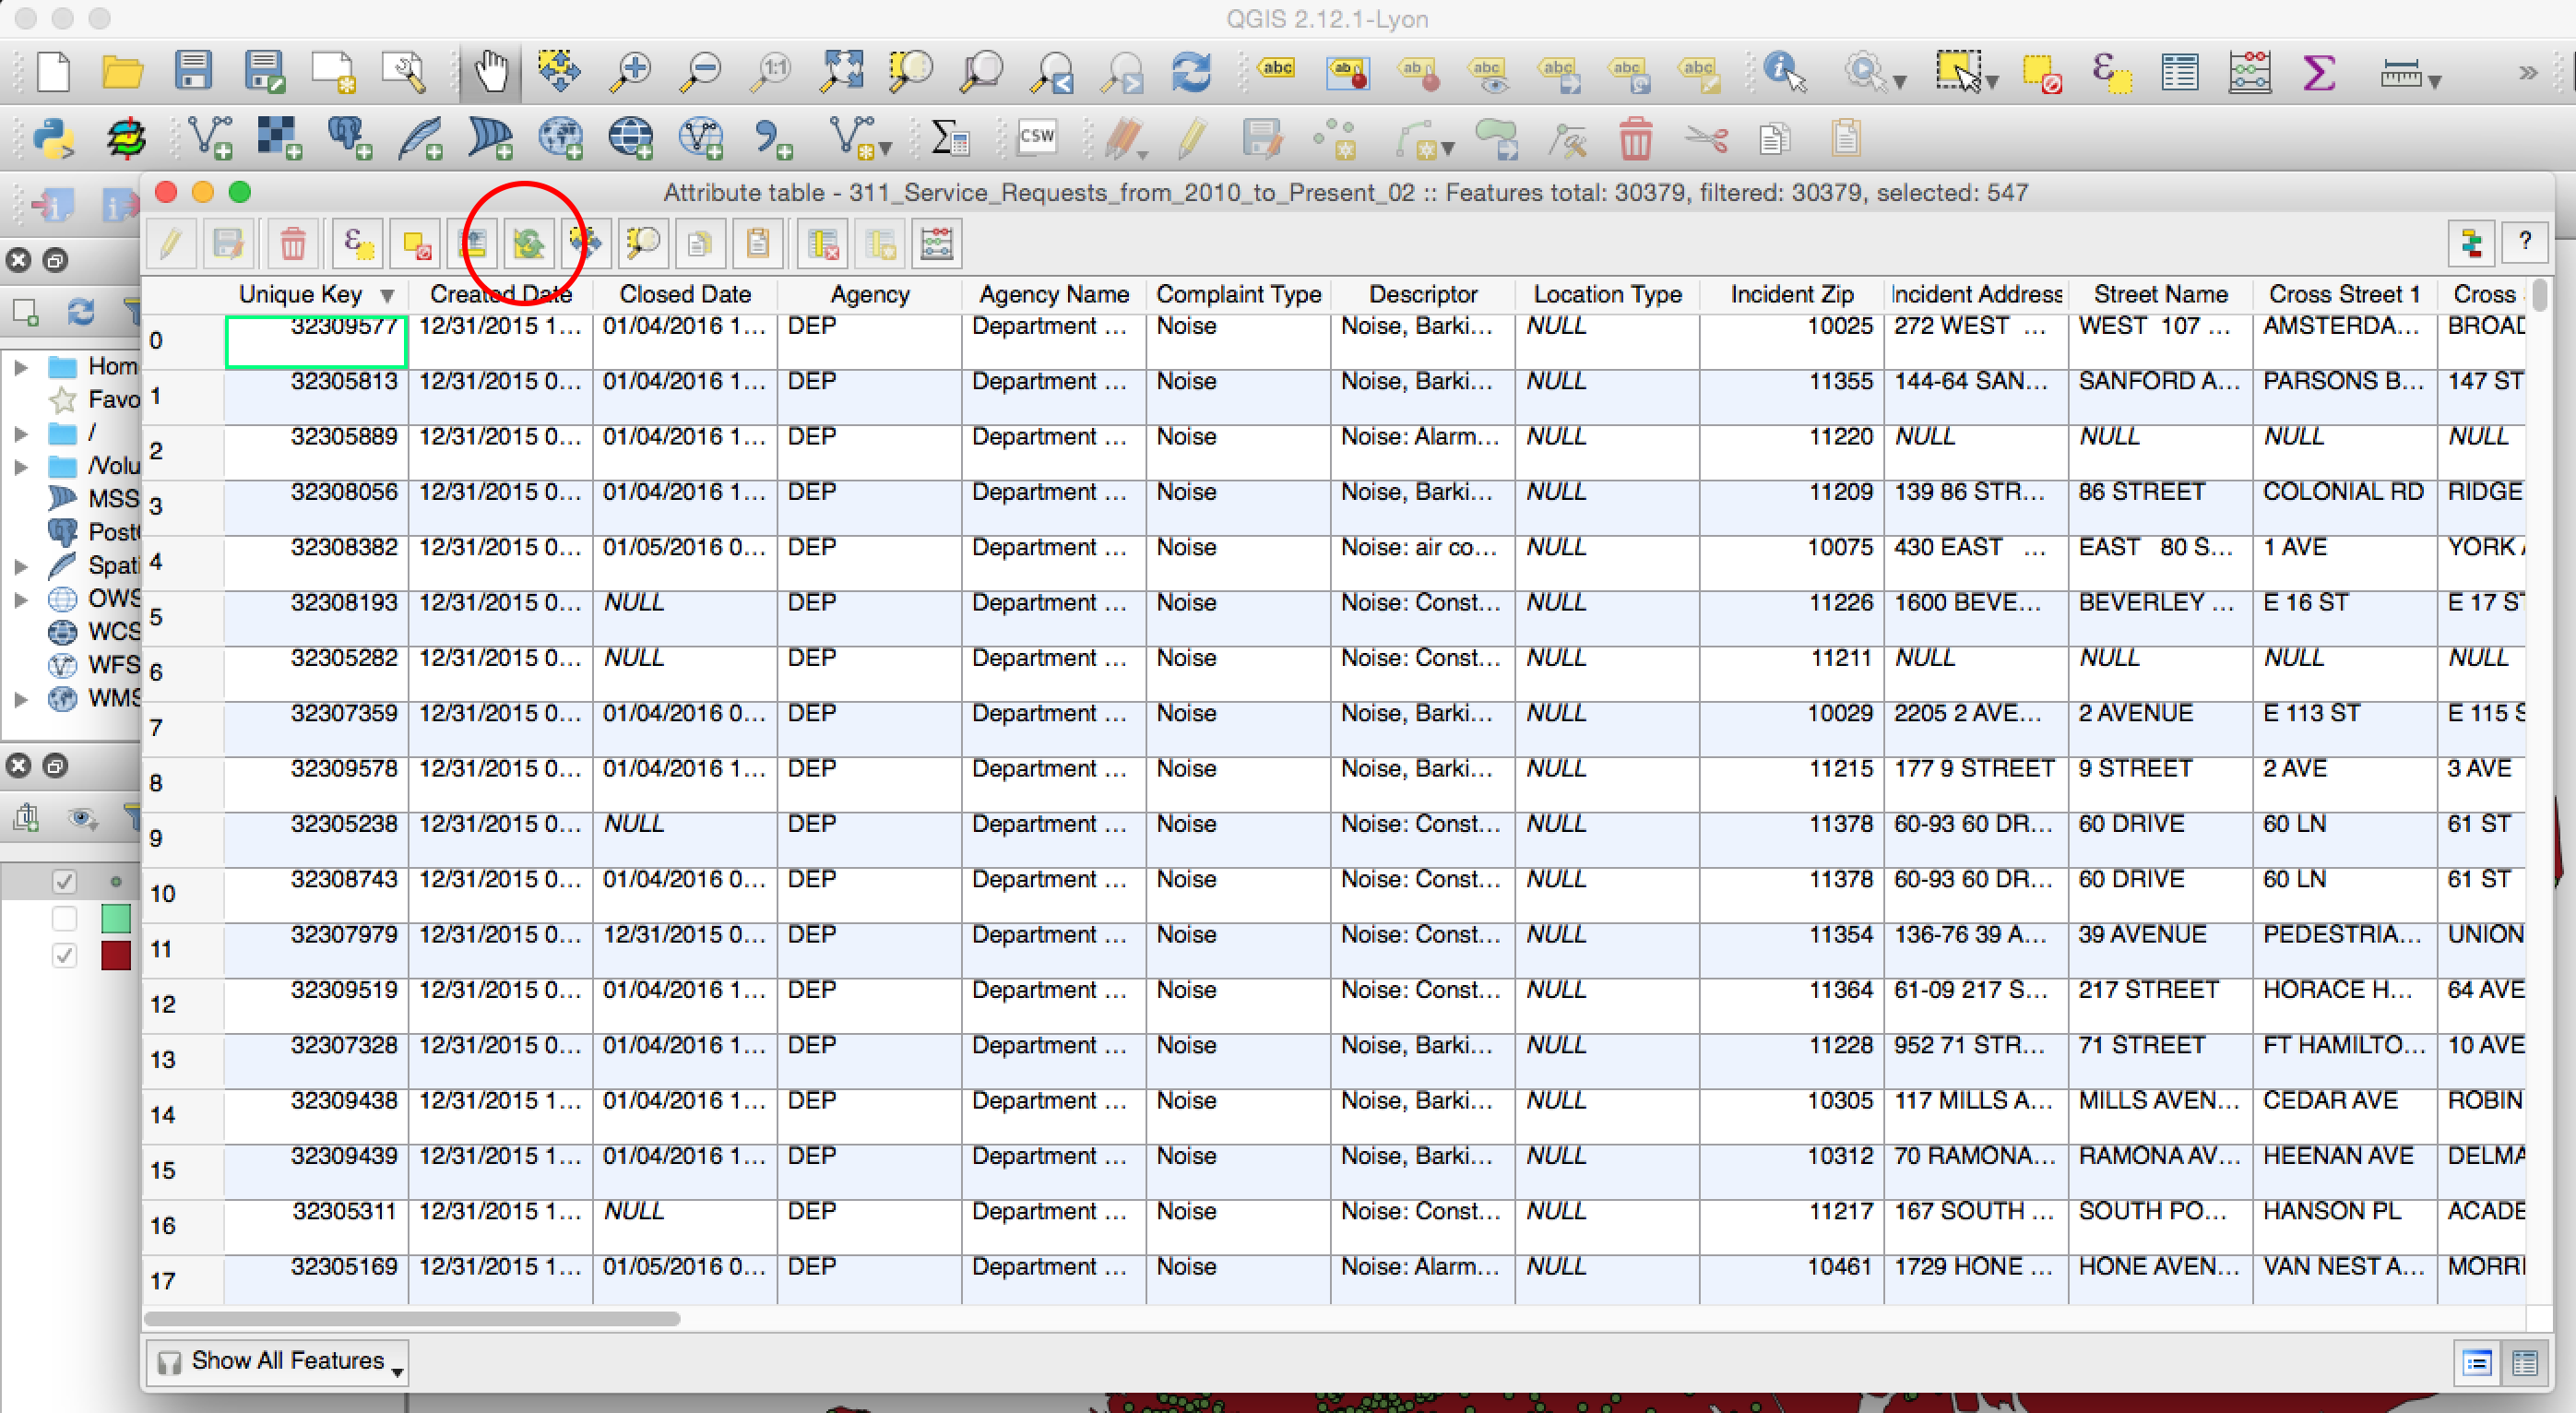 QGIS 2.12.1-Lyon
1:1 abc ab ab abc abc abc abc
CSW
Attribute table - 311_Service_Requests_from_2010_to_Present_02 :: Features total: 30379, filtered: 30379, selected: 547
?
Unique Key Created Date Closed Date Agency Agency Name Complaint Type Descriptor Location Type Incident Zip Incident Address Street Name Cross Street 1 Cross
0 32309577 12/31/2015 1... 01/04/2016 1... DEP Department ... Noise Noise, Barki... NULL 10025 272 WEST ... WEST 107 ... AMSTERDA... BROAD
1 32305813 12/31/2015 0... 01/04/2016 1... DEP Department ... Noise Noise, Barki... NULL 11355 144-64 SAN... SANFORD A... PARSONS B... 147 ST
2 32305889 12/31/2015 0... 01/04/2016 1... DEP Department ... Noise Noise: Alarm... NULL 11220 NULL NULL NULL NULL
3 32308056 12/31/2015 0... 01/04/2016 1... DEP Department ... Noise Noise, Barki... NULL 11209 139 86 STR... 86 STREET COLONIAL RD RIDGE
4 32308382 12/31/2015 0... 01/05/2016 0... DEP Department ... Noise Noise: air co... NULL 10075 430 EAST ... EAST 80 S... 1 AVE YORK
5 32308193 12/31/2015 0... NULL DEP Department ... Noise Noise: Const... NULL 11226 1600 BEVE... BEVERLEY ... E 16 ST E 17 ST
6 32305282 12/31/2015 0... NULL DEP Department ... Noise Noise: Const... NULL 11211 NULL NULL NULL NULL
7 32307359 12/31/2015 0... 01/04/2016 0... DEP Department ... Noise Noise, Barki... NULL 10029 2205 2 AVE... 2 AVENUE E 113 ST E 115 S
8 32309578 12/31/2015 0... 01/04/2016 1... DEP Department ... Noise Noise, Barki... NULL 11215 177 9 STREET 9 STREET 2 AVE 3 AVE
9 32305238 12/31/2015 0... NULL DEP Department ... Noise Noise: Const... NULL 11378 60-93 60 DR... 60 DRIVE 60 LN 61 ST
10 32308743 12/31/2015 0... 01/04/2016 0... DEP Department ... Noise Noise: Const... NULL 11378 60-93 60 DR... 60 DRIVE 60 LN 61 ST
11 32307979 12/31/2015 0... 12/31/2015 0... DEP Department ... Noise Noise: Const... NULL 11354 136-76 39 A... 39 AVENUE PEDESTRIA... UNION
12 32309519 12/31/2015 0... 01/04/2016 1... DEP Department ... Noise Noise: Const... NULL 11364 61-09 217 S... 217 STREET HORACE H... 64 AVE
13 32307328 12/31/2015 0... 01/04/2016 1... DEP Department ... Noise Noise, Barki... NULL 11228 952 71 STR... 71 STREET FT HAMILTO... 10 AVE
14 32309438 12/31/2015 1... 01/04/2016 1... DEP Department ... Noise Noise, Barki... NULL 10305 117 MILLS A... MILLS AVEN... CEDAR AVE ROBIN
15 32309439 12/31/2015 1... 01/04/2016 1... DEP Department ... Noise Noise, Barki... NULL 10312 70 RAMONA... RAMONA AV... HEENAN AVE DELMA
16 32305311 12/31/2015 1... NULL DEP Department ... Noise Noise: Const... NULL 11217 167 SOUTH ... SOUTH PO... HANSON PL ACADE
17 32305169 12/31/2015 1... 01/05/2016 0... DEP Department ... Noise Noise: Alarm... NULL 10461 1729 HONE ... HONE AVEN... VAN NEST A... MORRI
Hom
Favo
/
/Volu
MSS
Post
Spati
OWS
WCS
WFS
WMS
Show All Features